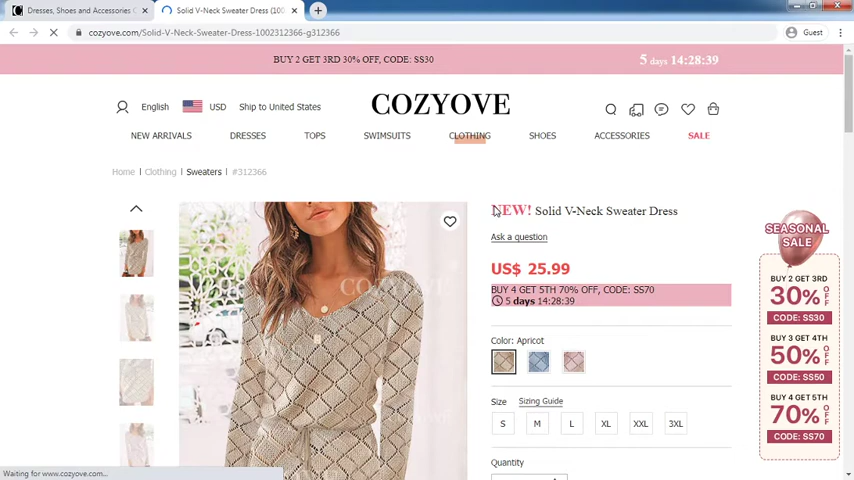 Dresses, Shoes and Accessories C
Solid V-Neck Sweater Dress (100
cozyove.com/Solid-V-Neck-Sweater-Dress-1002312366-g312366
Guest
BUY 2 GET 3RD 30% OFF, CODE: SS30
5 days 14:28:39
English
USD
Ship to United States
COZYOVE
NEW ARRIVALS
DRESSES
TOPS
SWIMSUITS
CLOTHING
SHOES
ACCESSORIES
SALE
Home | Clothing | Sweaters | #312366
NEW! Solid V-Neck Sweater Dress
Ask a question
US$ 25.99
BUY 4 GET 5TH 70% OFF, CODE: SS70
5 days 14:28:39
Color: Apricot
Size
Sizing Guide
S
M
L
XL
XXL
3XL
Quantity
COZYOVE
SEASONAL
SALE
BUY 2 GET 3RD
30% OFF
CODE: SS30
BUY 3 GET 4TH
50% OFF
CODE: SS50
BUY 4 GET 5TH
70% OFF
CODE: SS70
Waiting for www.cozyove.com...